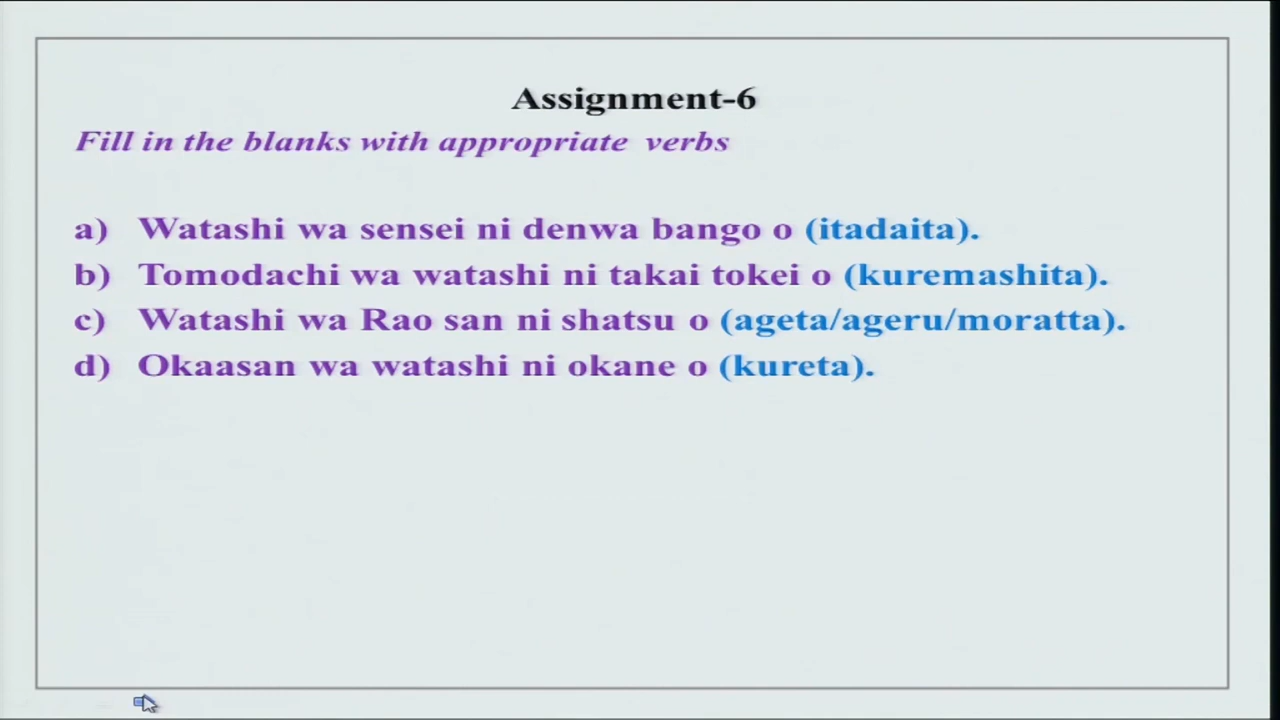 Assignment-6
Fill in the blanks with appropriate verbs
a) Watashi wa sensei ni denwa bango o (itadaita).
b) Tomodachi wa watashi ni takai tokei o (kuremashita).
c) Watashi wa Rao san ni shatsu o (ageta/ageru/moratta).
d) Okaasan wa watashi ni okane o (kureta).